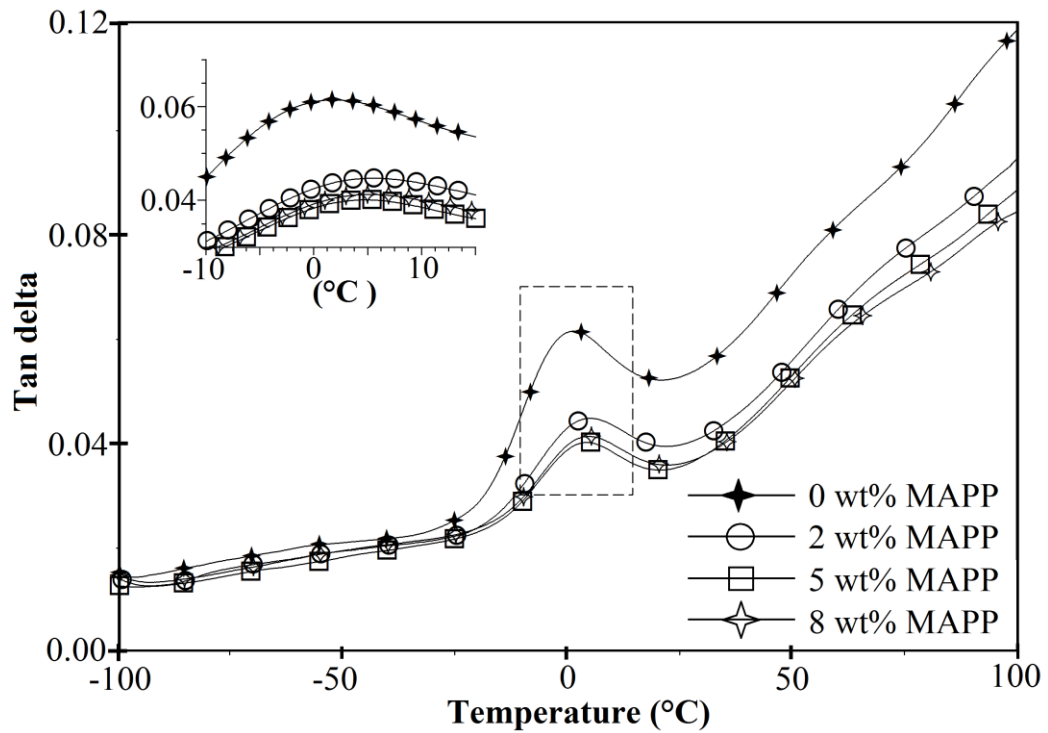 0.12
0.06
0.04
-10
0
10
(°C )
0.08
Tan delta
0.04
0 wt% MAPP
2 wt% MAPP
5 wt% MAPP
8 wt% MAPP
0.00
-100
-50
0
50
100
Temperature (°C)